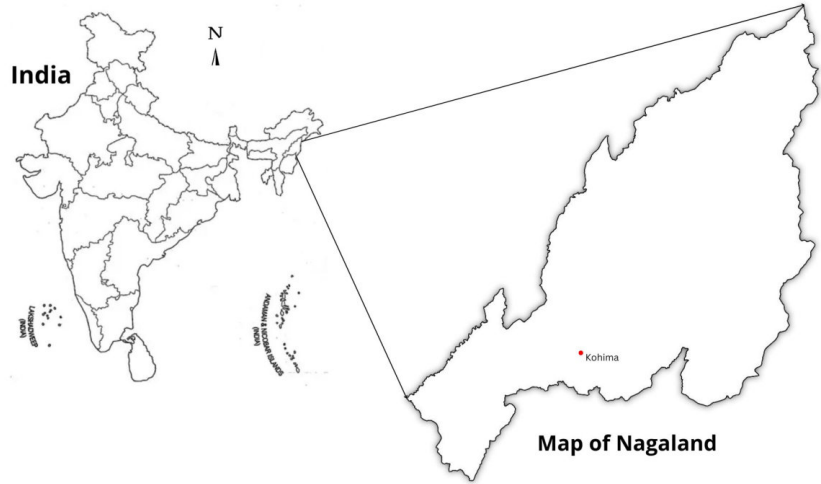 India
N
LAKSHADWEEP
(INDIA)
ANDAMAN & NICOBAR ISLANDS
(INDIA)
Kohima
Map of Nagaland